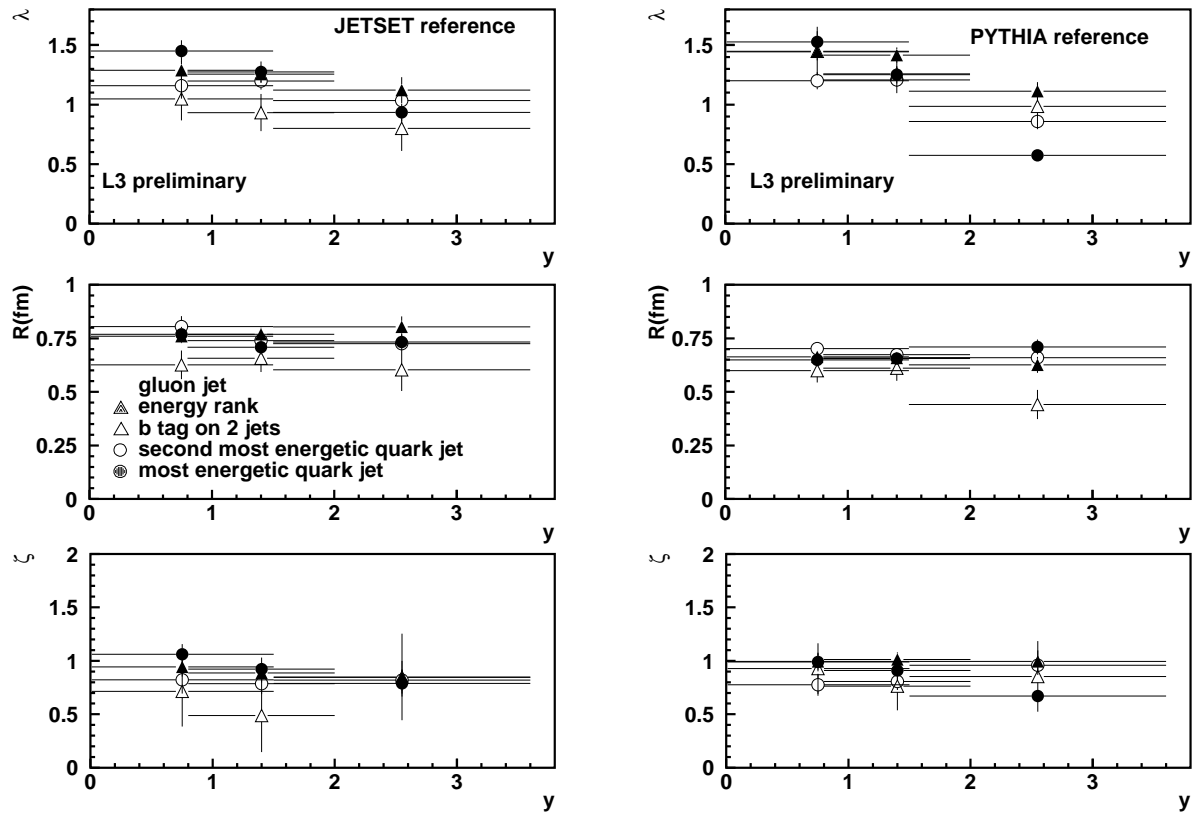 λ
JETSET reference
1.5
1
0.5
0
L3 preliminary
0 1 2 3
y
λ
PYTHIA reference
1.5
1
0.5
0
L3 preliminary
0 1 2 3
y
R(fm)
1
0.75
0.5
0.25
0
gluon jet
energy rank
b tag on 2 jets
second most energetic quark jet
most energetic quark jet
0 1 2 3
y
R(fm)
1
0.75
0.5
0.25
0
0 1 2 3
y
ζ
2
1.5
1
0.5
0
0 1 2 3
y
ζ
2
1.5
1
0.5
0
0 1 2 3
y